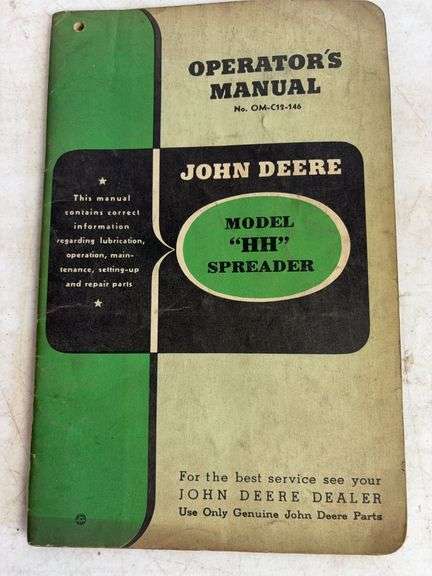 OPERATOR'S
MANUAL
No. OM-C12-146
JOHN DEERE
MODEL
"HH"
SPREADER
This manual
contains correct
information
regarding lubrication,
operation, main-
tenance, setting-up
and repair parts
For the best service see your
JOHN DEERE DEALER
Use Only Genuine John Deere Parts